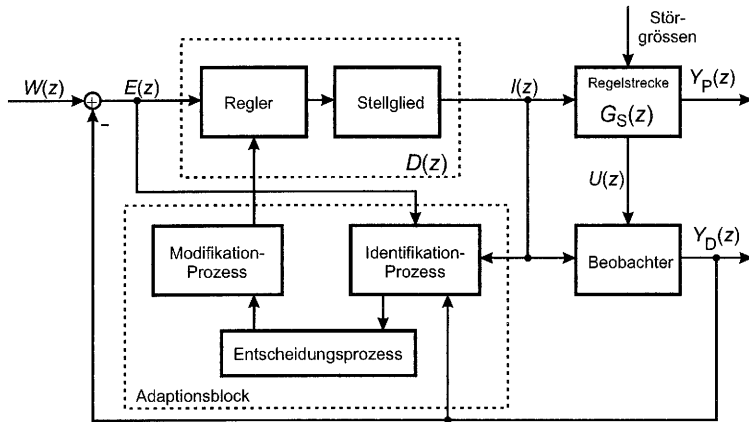 Stör-
grössen
W(z)
E(z)
Regler
Stellglied
I(z)
Regelstrecke
G_S(z)
Y_P(z)
D(z)
U(z)
Modifikation-
Prozess
Identifikation-
Prozess
Beobachter
Y_D(z)
Entscheidungsprozess
Adaptionsblock
+
−